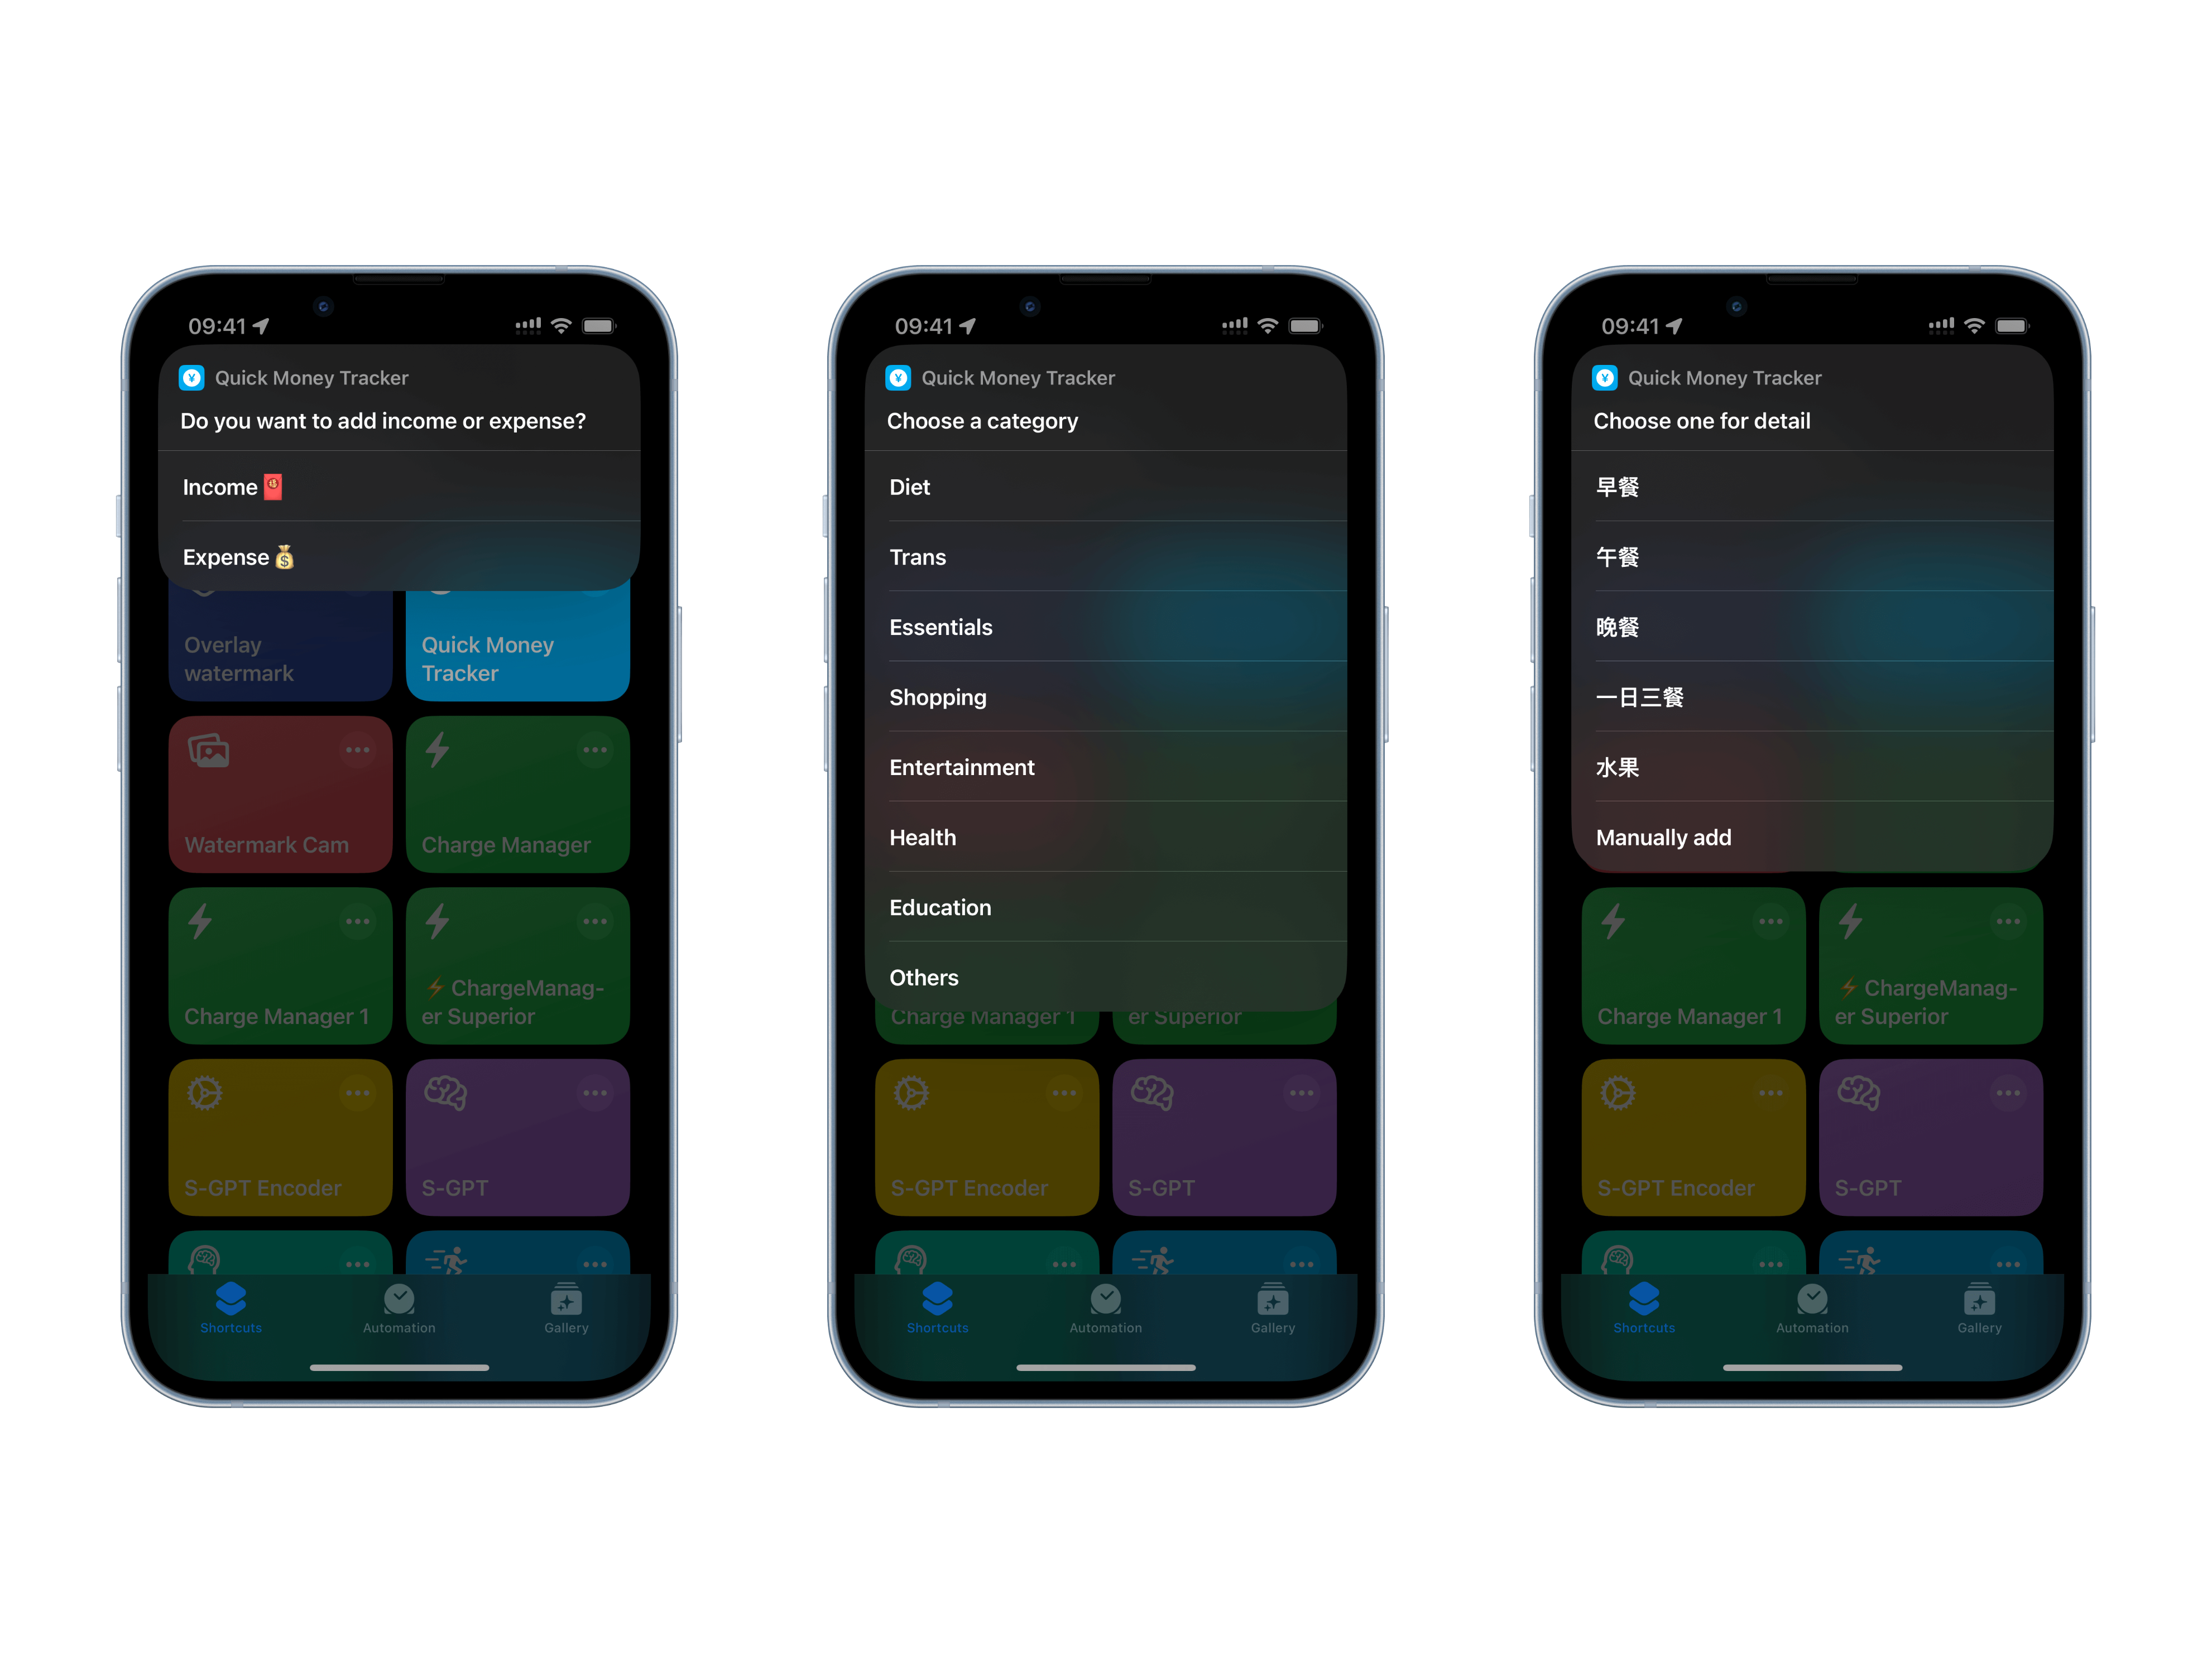 09:41
Quick Money Tracker
Do you want to add income or expense?
Income🧧
Expense💰
Overlay
watermark
Quick Money
Tracker
Watermark Cam
Charge Manager
Charge Manager 1
⚡ChargeManag-
er Superior
S-GPT Encoder
S-GPT
Shortcuts
Automation
Gallery
09:41
Quick Money Tracker
Choose a category
Diet
Trans
Essentials
Shopping
Entertainment
Health
Education
Others
Charge Manager 1
er Superior
S-GPT Encoder
S-GPT
Shortcuts
Automation
Gallery
09:41
Quick Money Tracker
Choose one for detail
早餐
午餐
晚餐
一日三餐
水果
Manually add
Charge Manager 1
⚡ChargeManag-
er Superior
S-GPT Encoder
S-GPT
Shortcuts
Automation
Gallery